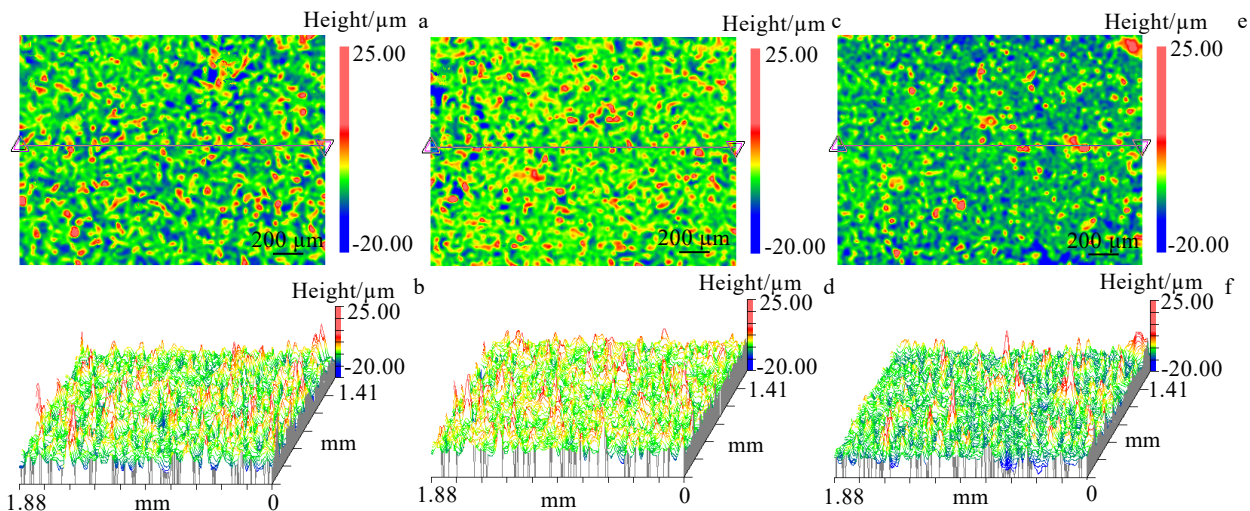 Height/µm a
25.00
-20.00
200 µm
Height/µm c
25.00
-20.00
200 µm
Height/µm e
25.00
-20.00
200 µm
Height/µm b
25.00
-20.00
1.41
mm
1.88 mm 0
Height/µm d
25.00
-20.00
1.41
mm
1.88 mm 0
Height/µm f
25.00
-20.00
1.41
mm
1.88 mm 0